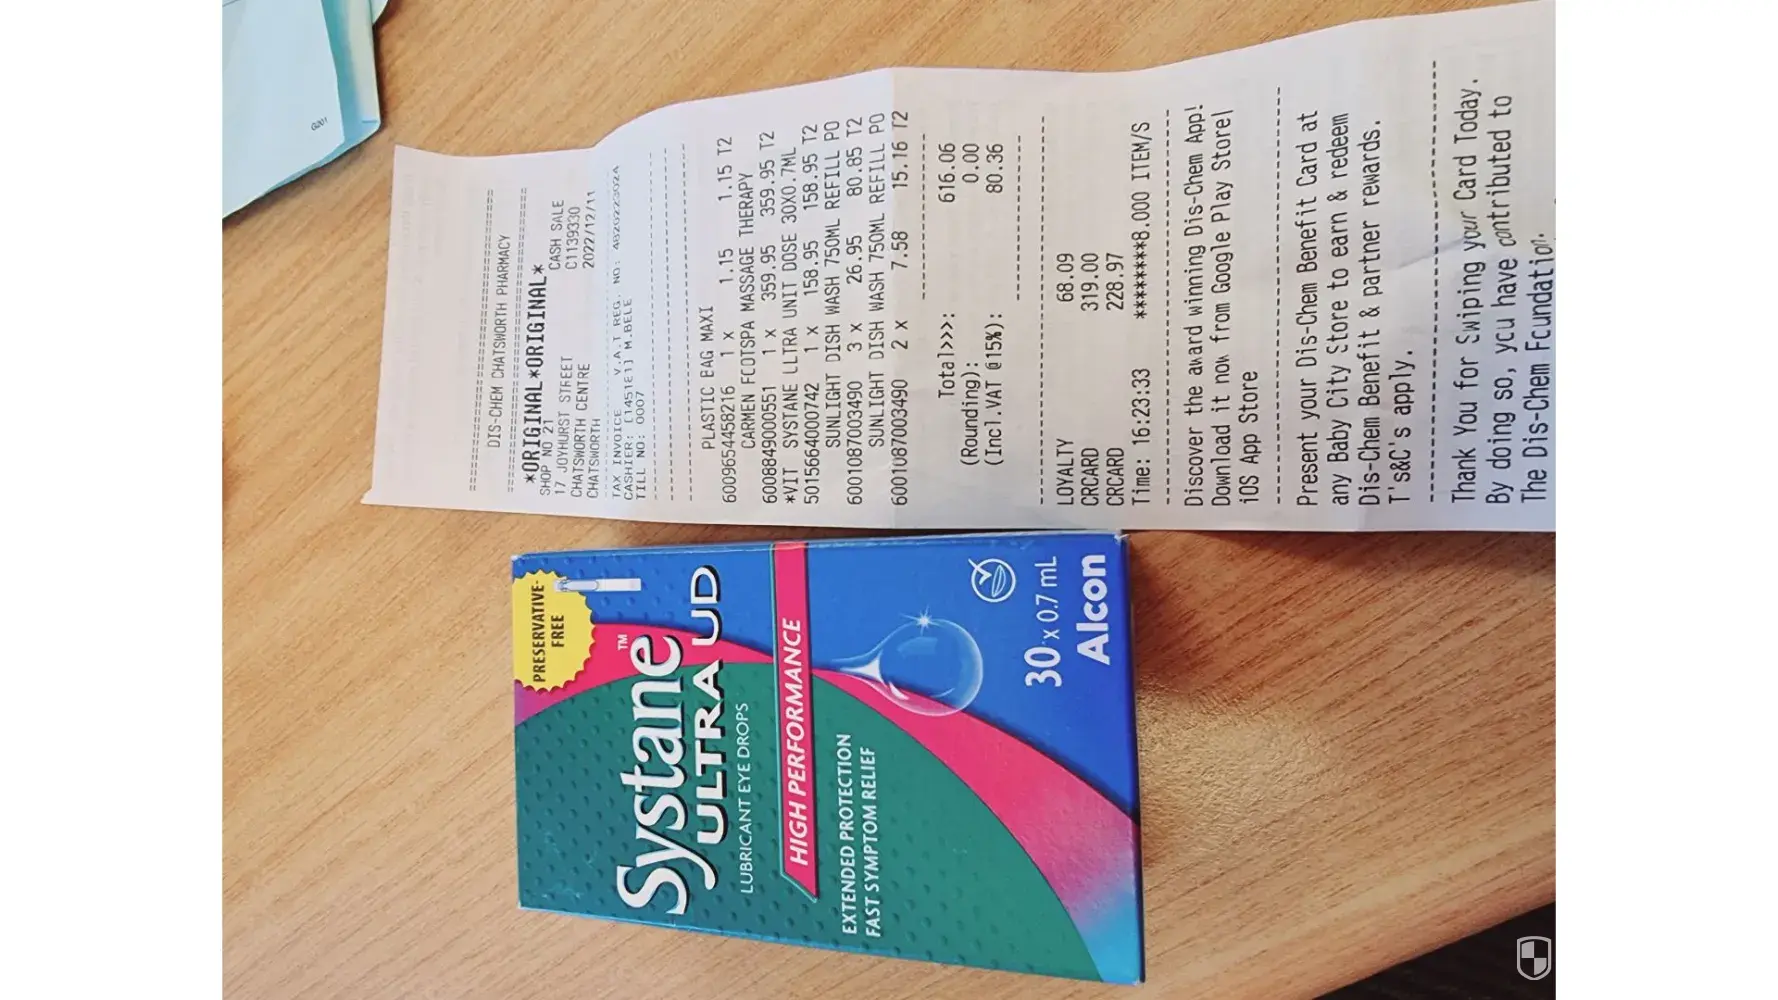 G201
DIS-CHEM CHATSWORTH PHARMACY
*ORIGINAL*ORIGINAL*
SHOP NO 21 CASH SALE
17 JOYHURST STREET C1139330
CHATSWORTH CENTRE 2022/12/11
CHATSWORTH
TAX INVOICE V.A.T REG. NO: 4820223024
CASHIER: [1451E1] M.BELE
TILL NO: 0007
PLASTIC BAG MAXI
6009654458216 1 x 1.15 1.15 T2
CARMEN FCOTSPA MASSAGE THERAPY
6008849000551 1 x 359.95 359.95 T2
*VIT SYSTANE LLTRA UNIT DOSE 30X0.7ML
5015664000742 1 x 158.95 158.95 T2
SUNLIGHT DISH WASH 750ML REFILL PO
6001087003490 3 x 26.95 80.85 T2
SUNLIGHT DISH WASH 750ML REFILL PO
6001087003490 2 x 7.58 15.16 T2
Total>>>: 616.06
(Rounding): 0.00
(Incl.VAT @15%): 80.36
LOYALTY 68.09
CRCARD 319.00
CRCARD 228.97
Time: 16:23:33 *******8.000 ITEM/S
Discover the award winning Dis-Chem App!
Download it now from Google Play Store|
iOS App Store
Present your Dis-Chem Benefit Card at
any Baby City Store to earn & redeem
Dis-Chem Benefit & partner rewards.
T's&C's apply.
Thank You for Swiping your Card Today.
By doing so, you have contributed to
The Dis-Chem Foundation.
PRESERVATIVE-
FREE
Systane™
ULTRA UD
LUBRICANT EYE DROPS
HIGH PERFORMANCE
EXTENDED PROTECTION
FAST SYMPTOM RELIEF
30 x 0.7 mL
Alcon